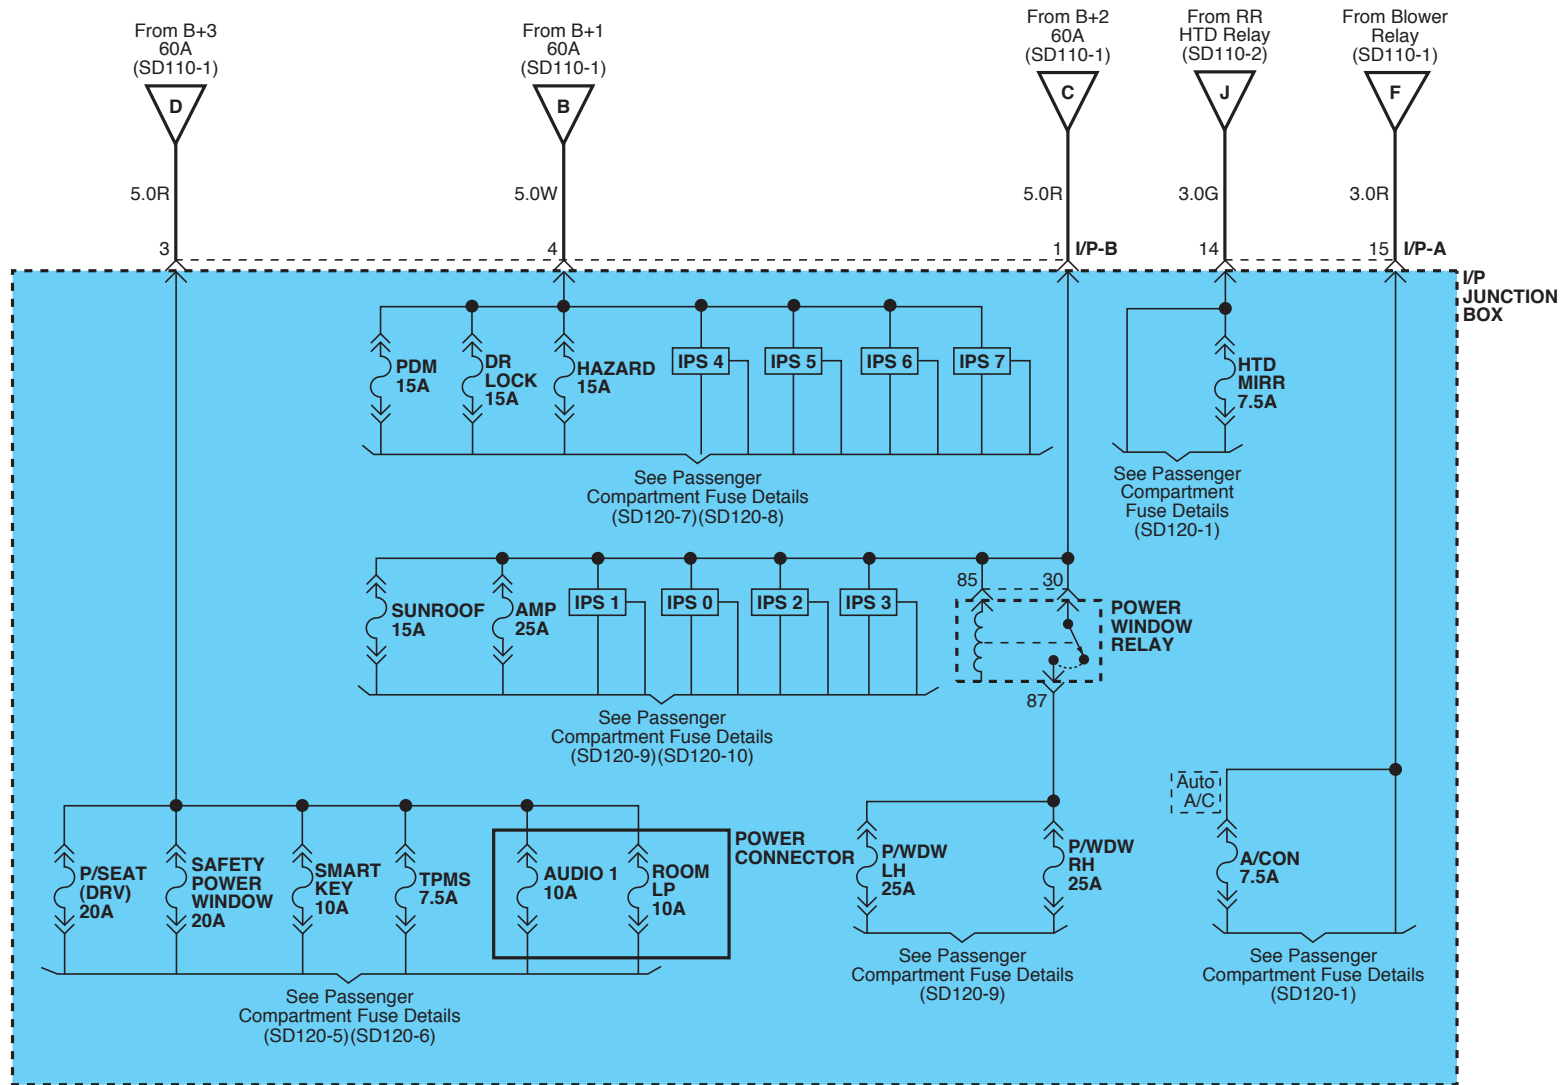 From B+3
60A
(SD110-1)
D
5.0R
3
From B+1
60A
(SD110-1)
B
5.0W
4
From B+2
60A
(SD110-1)
C
5.0R
1
I/P-B
From RR
HTD Relay
(SD110-2)
J
3.0G
14
From Blower
Relay
(SD110-1)
F
3.0R
15
I/P-A
I/P
JUNCTION
BOX
PDM
15A
DR
LOCK
15A
HAZARD
15A
IPS 4
IPS 5
IPS 6
IPS 7
See Passenger
Compartment Fuse Details
(SD120-7)(SD120-8)
HTD
MIRR
7.5A
See Passenger
Compartment
Fuse Details
(SD120-1)
SUNROOF
15A
AMP
25A
IPS 1
IPS 0
IPS 2
IPS 3
See Passenger
Compartment Fuse Details
(SD120-9)(SD120-10)
85
30
POWER
WINDOW
RELAY
87
P/SEAT
(DRV)
20A
SAFETY
POWER
WINDOW
20A
SMART
KEY
10A
TPMS
7.5A
AUDIO 1
10A
ROOM
LP
10A
POWER
CONNECTOR
See Passenger
Compartment Fuse Details
(SD120-5)(SD120-6)
P/WDW
LH
25A
P/WDW
RH
25A
See Passenger
Compartment Fuse Details
(SD120-9)
Auto
A/C
A/CON
7.5A
See Passenger
Compartment Fuse Details
(SD120-1)